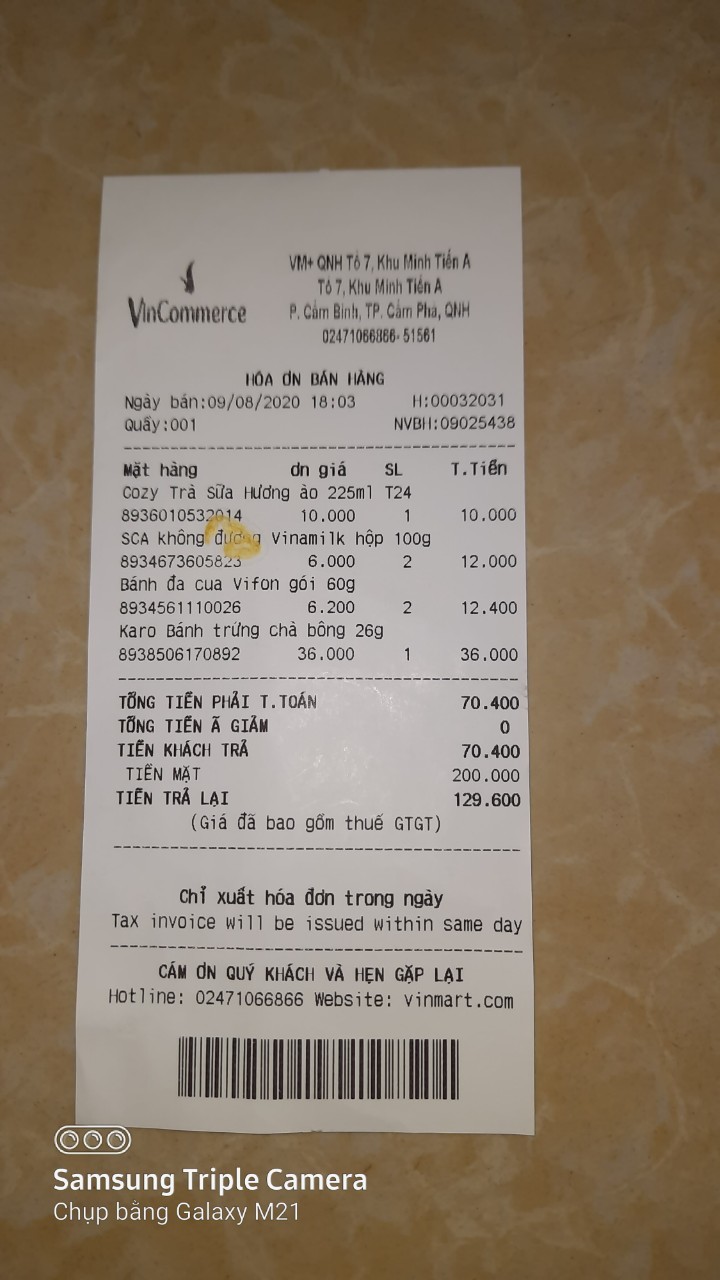 VinCommerce
VM+ QNH Tổ 7, Khu Minh Tiến A
Tổ 7, Khu Minh Tiến A
P. Cẩm Bình, TP. Cẩm Phả, QNH
02471066866-51561
HÓA ƠN BÁN HÀNG
Ngày bán:09/08/2020 18:03 H:00032031
Quầy:001 NVBH:09025438
Mặt hàng ơn giá SL T.Tiền
Cozy Trà Sữa Hương ào 225ml T24
8936010532014 10.000 1 10.000
SCA không đường Vinamilk hộp 100g
8934673605823 6.000 2 12.000
Bánh đa cua Vifon gói 60g
8934561110026 6.200 2 12.400
Karo Bánh trứng chà bông 26g
8938506170892 36.000 1 36.000
TỔNG TIỀN PHẢI T.TOÁN 70.400
TỔNG TIỀN Ã GIẢM 0
TIỀN KHÁCH TRẢ 70.400
TIỀN MẶT 200.000
TIỀN TRẢ LẠI 129.600
(Giá đã bao gồm thuế GTGT)
Chỉ xuất hóa đơn trong ngày
Tax invoice will be issued within same day
CÁM ƠN QUÝ KHÁCH VÀ HẸN GẶP LẠI
Hotline: 02471066866 Website: vinmart.com
Samsung Triple Camera
Chụp bằng Galaxy M21